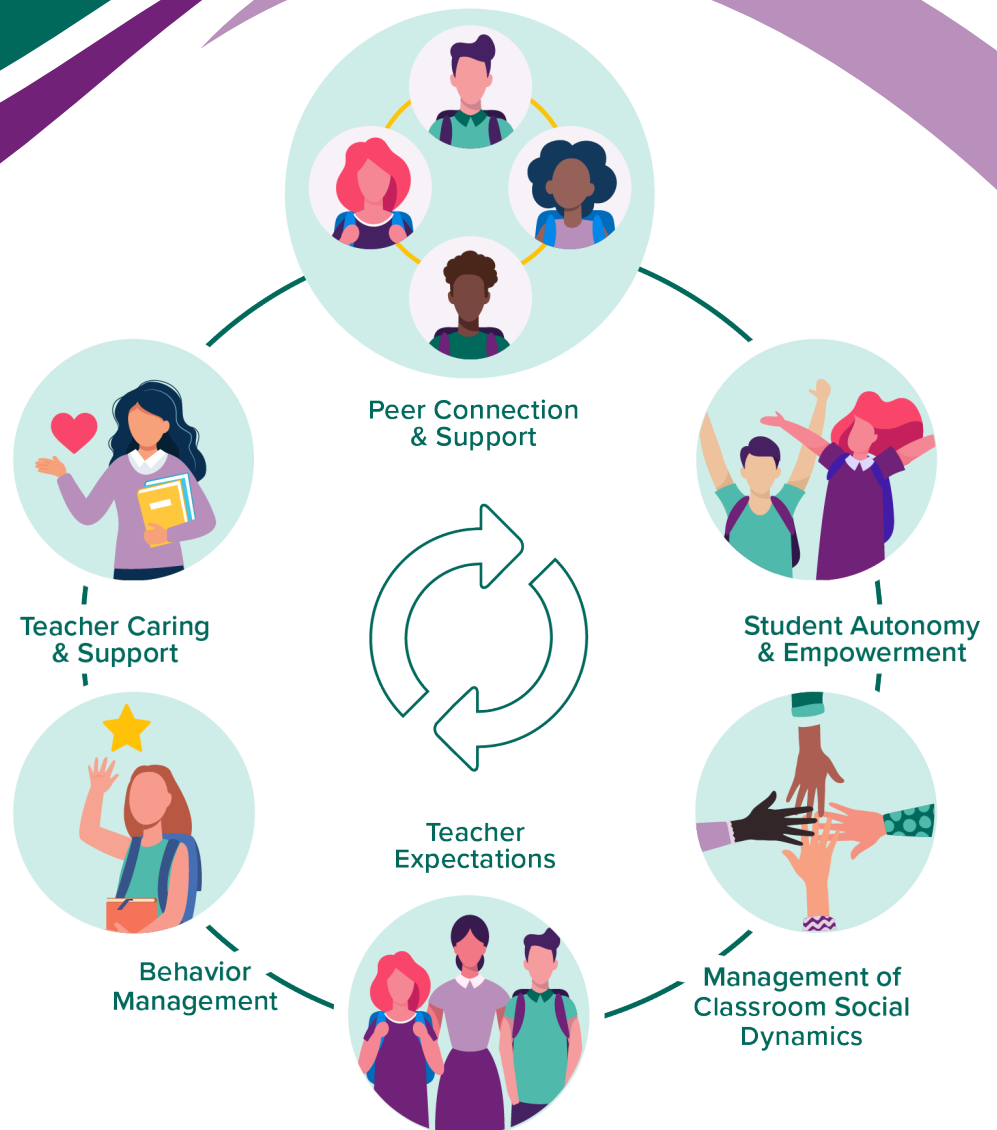 Peer Connection
& Support
Teacher Caring
& Support
Student Autonomy
& Empowerment
Teacher
Expectations
Behavior
Management
Management of
Classroom Social
Dynamics